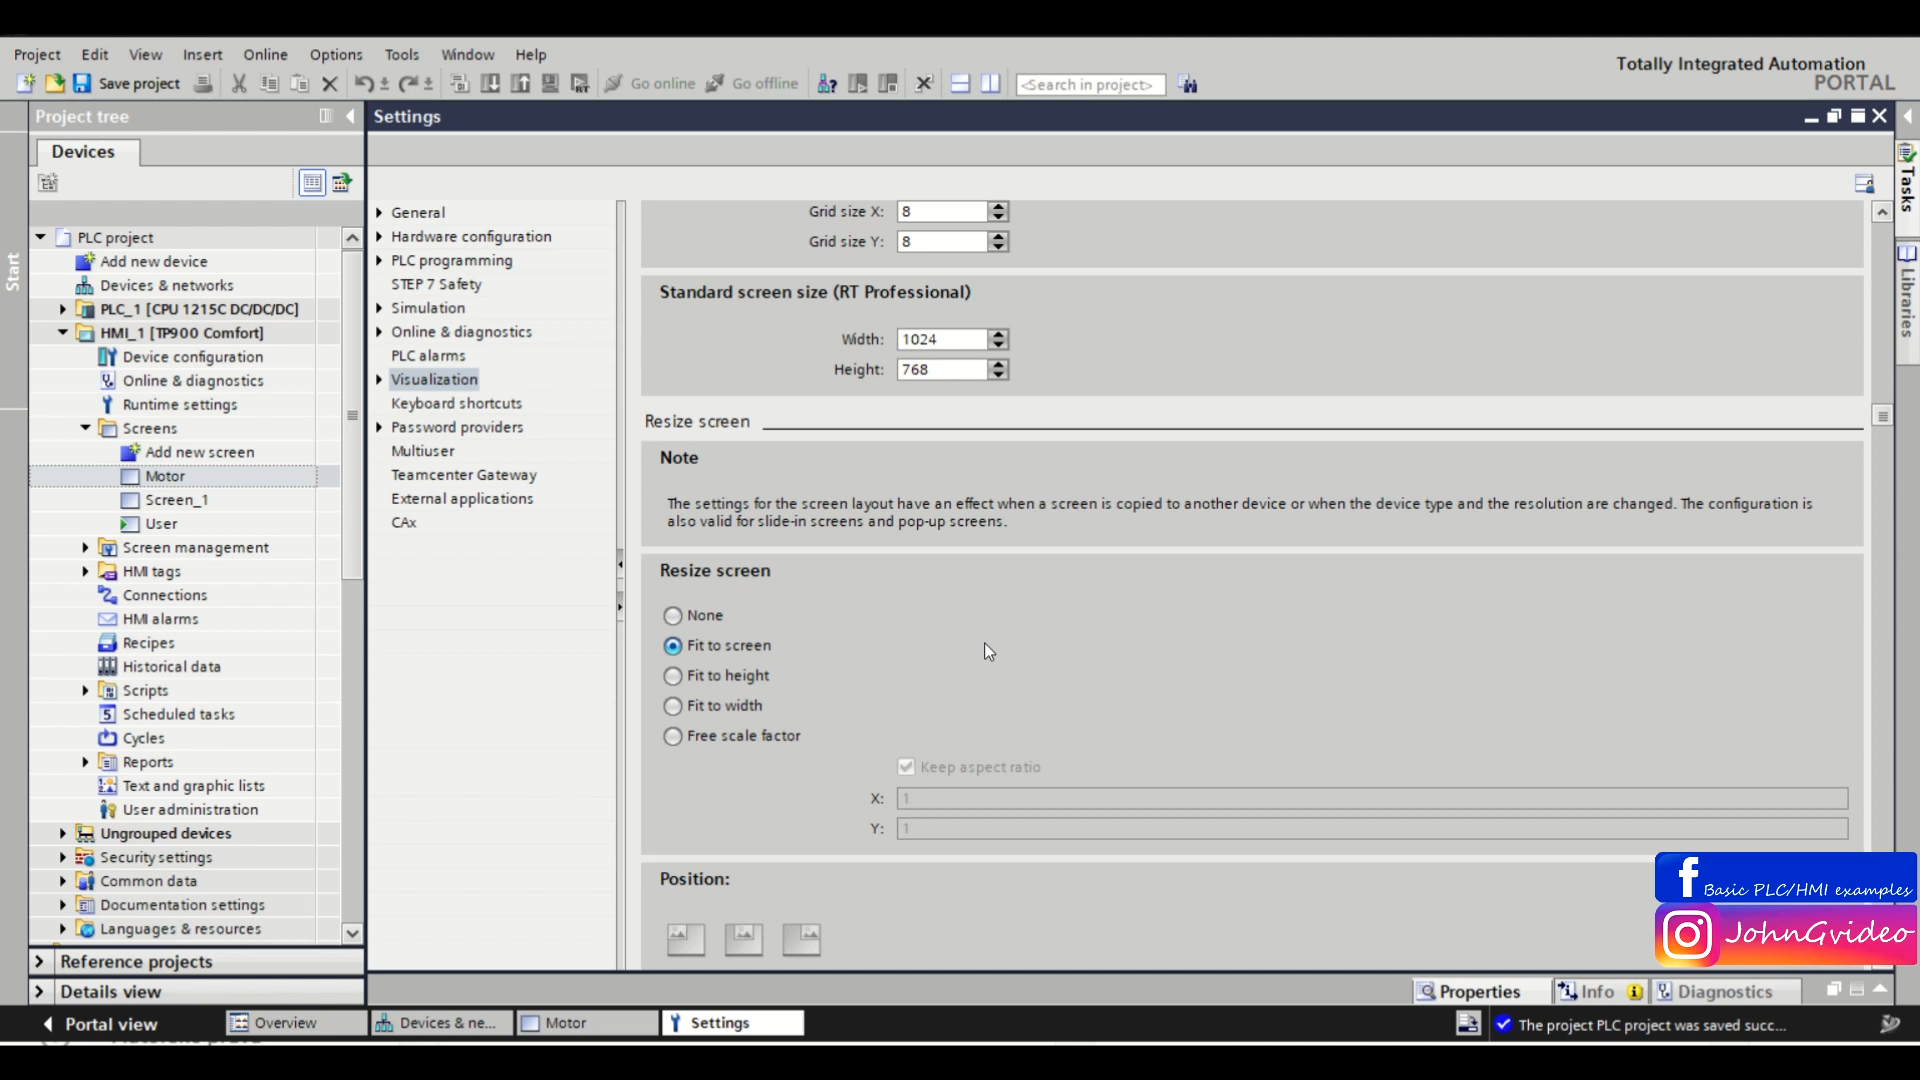 Project Edit View Insert Online Options Tools Window Help
Totally Integrated Automation
PORTAL
Save project Go online Go offline <Search in project>
Project tree
Settings
Devices
Start
Tasks
Libraries
PLC project
Add new device
Devices & networks
PLC_1 [CPU 1215C DC/DC/DC]
HMI_1 [TP900 Comfort]
Device configuration
Online & diagnostics
Runtime settings
Screens
Add new screen
Motor
Screen_1
User
Screen management
HMI tags
Connections
HMI alarms
Recipes
Historical data
Scripts
Scheduled tasks
Cycles
Reports
Text and graphic lists
User administration
Ungrouped devices
Security settings
Common data
Documentation settings
Languages & resources
Reference projects
Details view
General
Hardware configuration
PLC programming
STEP 7 Safety
Simulation
Online & diagnostics
PLC alarms
Visualization
Keyboard shortcuts
Password providers
Multiuser
Teamcenter Gateway
External applications
CAx
Grid size X: 8
Grid size Y: 8
Standard screen size (RT Professional)
Width: 1024
Height: 768
Resize screen
Note
The settings for the screen layout have an effect when a screen is copied to another device or when the device type and the resolution are changed. The configuration is
also valid for slide-in screens and pop-up screens.
Resize screen
None
Fit to screen
Fit to height
Fit to width
Free scale factor
Keep aspect ratio
X: 1
Y: 1
Position:
Basic PLC/HMI examples
JohnGvideo
Properties Info Diagnostics
Portal view Overview Devices & ne... Motor Settings The project PLC project was saved succ...